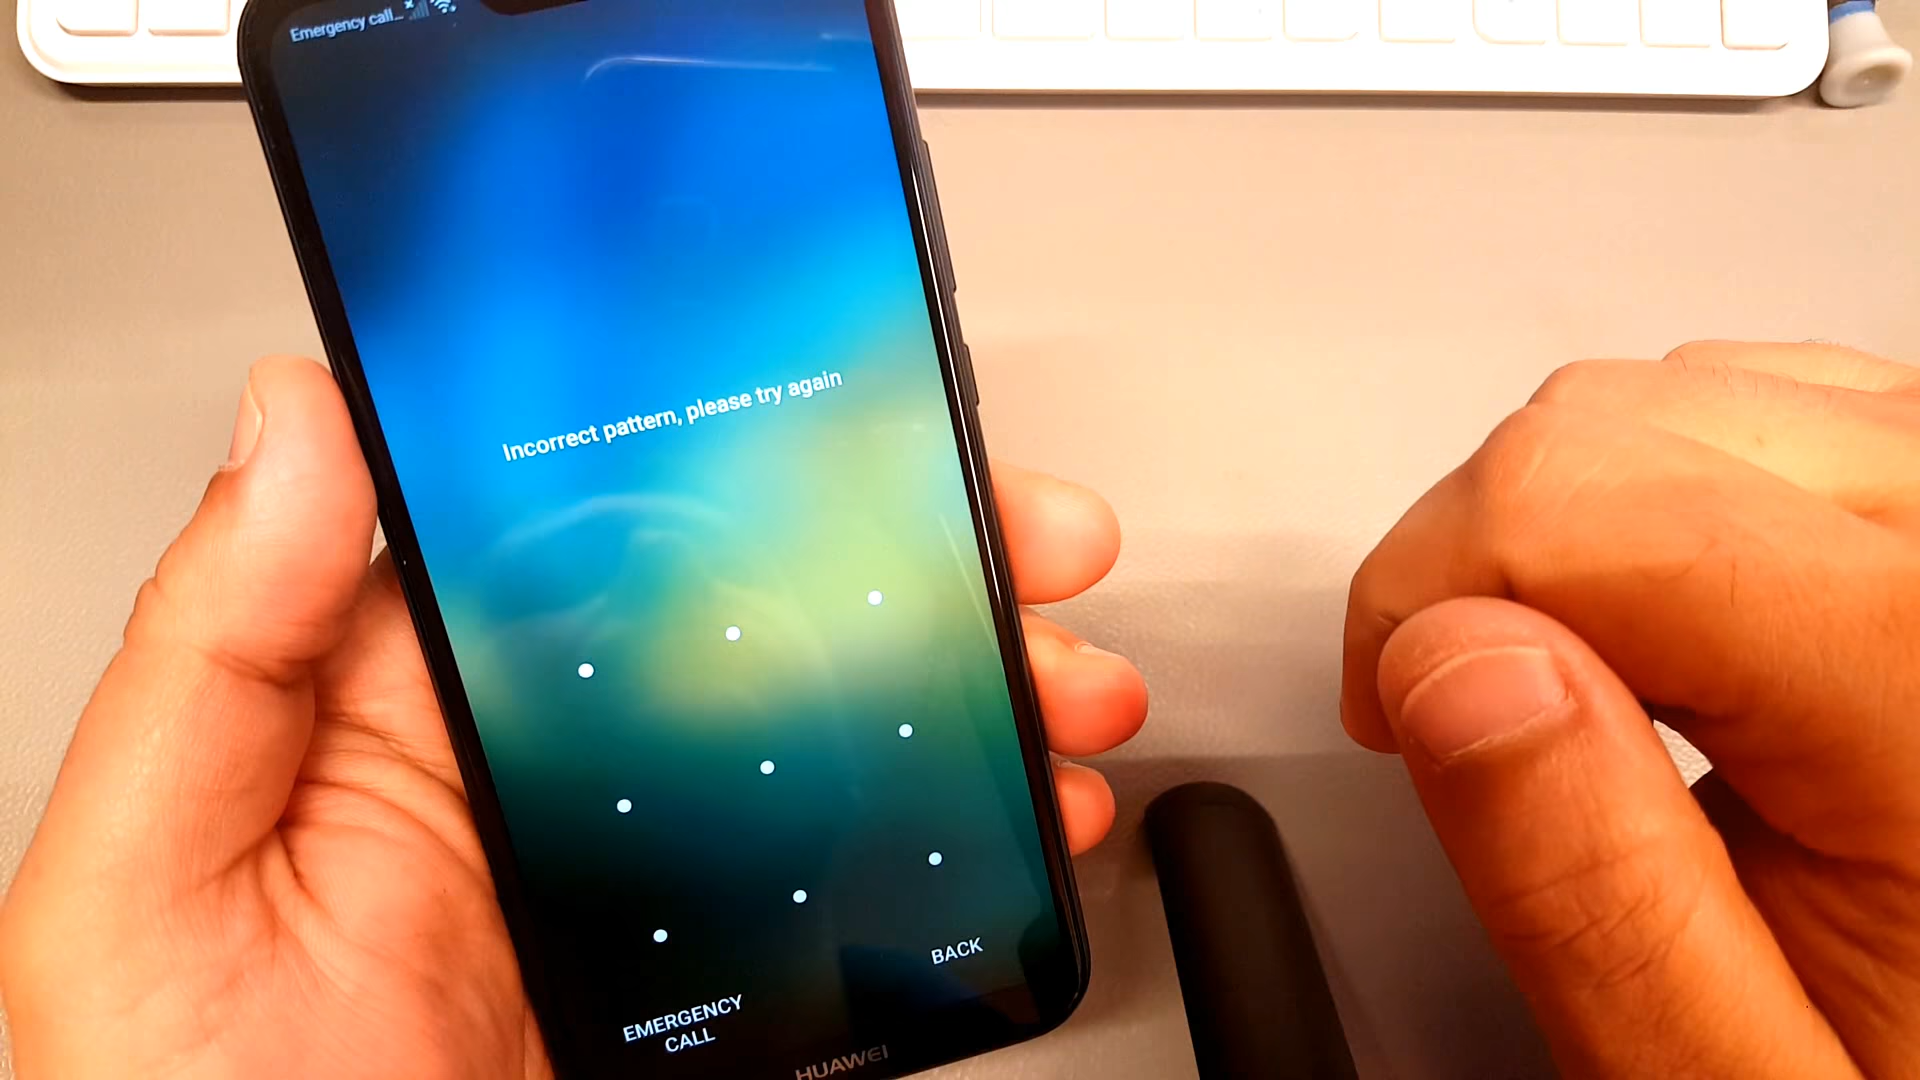 Emergency call...
Incorrect pattern, please try again
BACK
EMERGENCY
CALL
HUAWEI